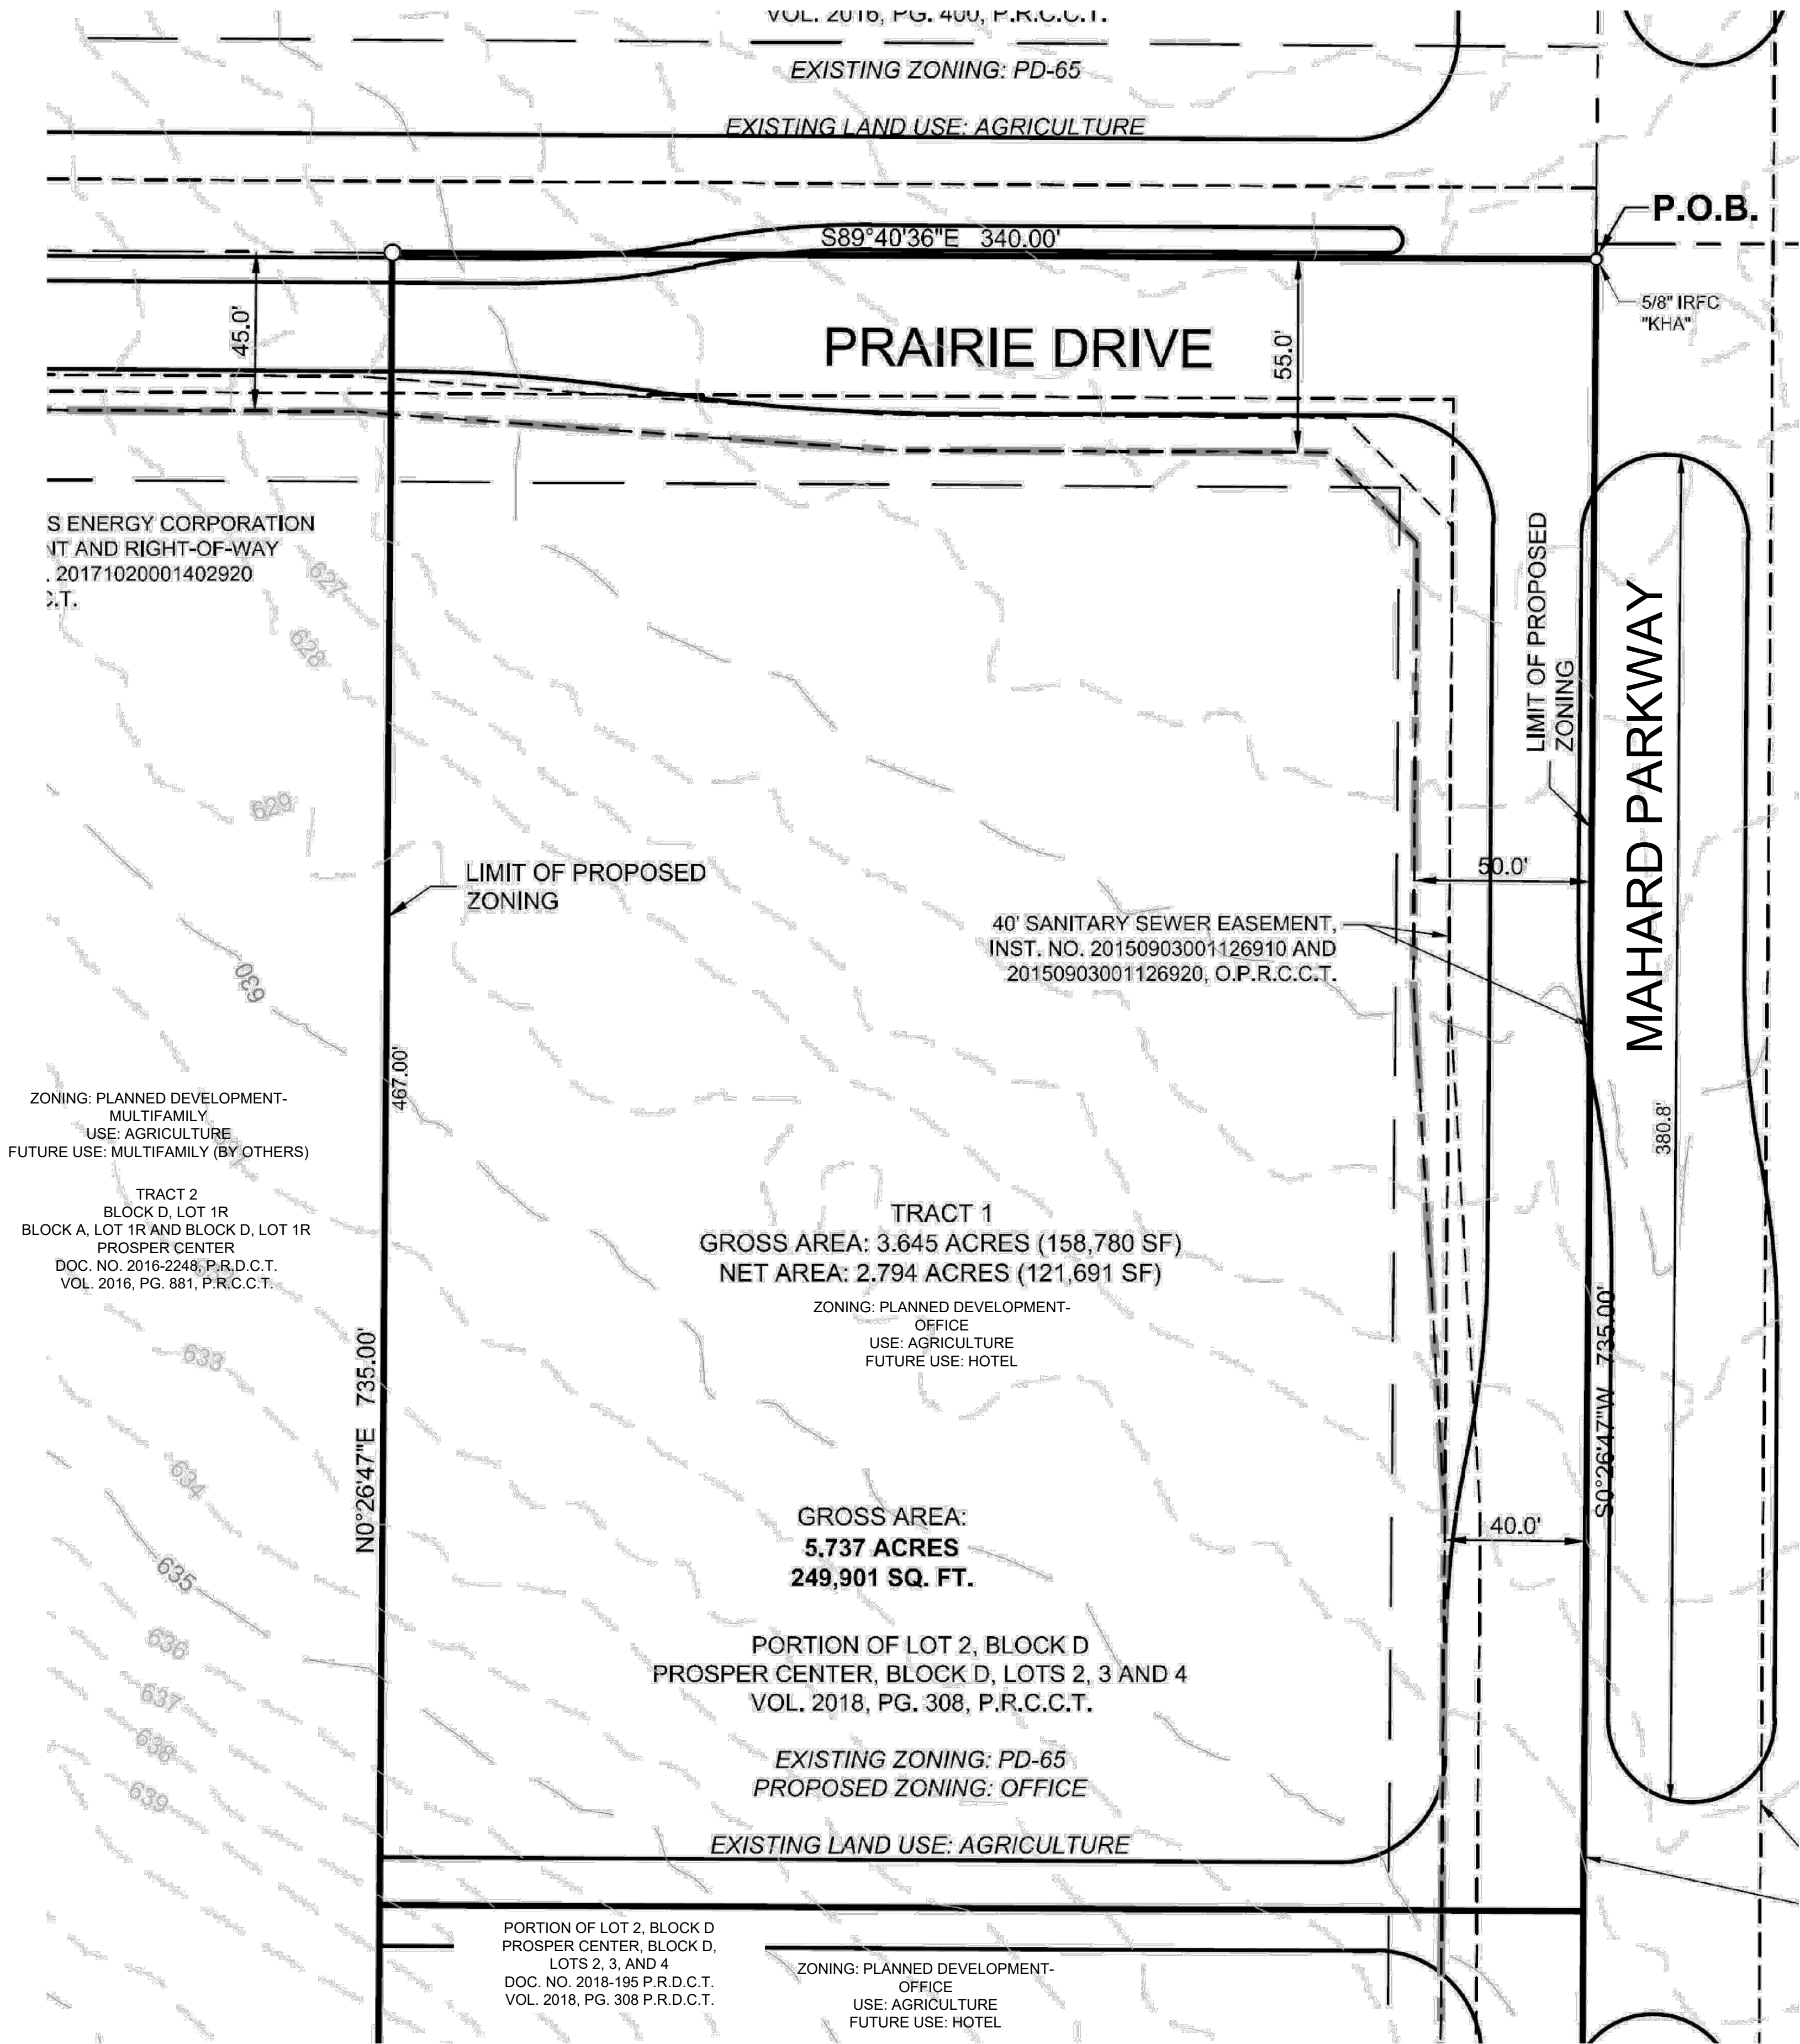 VOL. 2016, PG. 400, P.R.C.C.T.
EXISTING ZONING: PD-65
EXISTING LAND USE: AGRICULTURE
P.O.B.
S89°40'36"E 340.00'
5/8" IRFC
"KHA"
45.0'
PRAIRIE DRIVE
55.0'
S ENERGY CORPORATION
NT AND RIGHT-OF-WAY
. 20171020001402920
C.T.
627
628
629
630
LIMIT OF PROPOSED
ZONING
LIMIT OF PROPOSED
ZONING
MAHARD PARKWAY
50.0'
40' SANITARY SEWER EASEMENT,
INST. NO. 20150903001126910 AND
20150903001126920, O.P.R.C.C.T.
467.00'
380.8'
ZONING: PLANNED DEVELOPMENT-
MULTIFAMILY
USE: AGRICULTURE
FUTURE USE: MULTIFAMILY (BY OTHERS)
TRACT 2
BLOCK D, LOT 1R
BLOCK A, LOT 1R AND BLOCK D, LOT 1R
PROSPER CENTER
DOC. NO. 2016-2248, P.R.D.C.T.
VOL. 2016, PG. 881, P.R.C.C.T.
TRACT 1
GROSS AREA: 3.645 ACRES (158,780 SF)
NET AREA: 2.794 ACRES (121,691 SF)
ZONING: PLANNED DEVELOPMENT-
OFFICE
USE: AGRICULTURE
FUTURE USE: HOTEL
633
N0°26'47"E 735.00'
S0°26'47"W 735.00'
634
635
636
637
638
639
GROSS AREA:
5.737 ACRES
249,901 SQ. FT.
40.0'
PORTION OF LOT 2, BLOCK D
PROSPER CENTER, BLOCK D, LOTS 2, 3 AND 4
VOL. 2018, PG. 308, P.R.C.C.T.
EXISTING ZONING: PD-65
PROPOSED ZONING: OFFICE
EXISTING LAND USE: AGRICULTURE
PORTION OF LOT 2, BLOCK D
PROSPER CENTER, BLOCK D,
LOTS 2, 3, AND 4
DOC. NO. 2018-195 P.R.D.C.T.
VOL. 2018, PG. 308 P.R.D.C.T.
ZONING: PLANNED DEVELOPMENT-
OFFICE
USE: AGRICULTURE
FUTURE USE: HOTEL